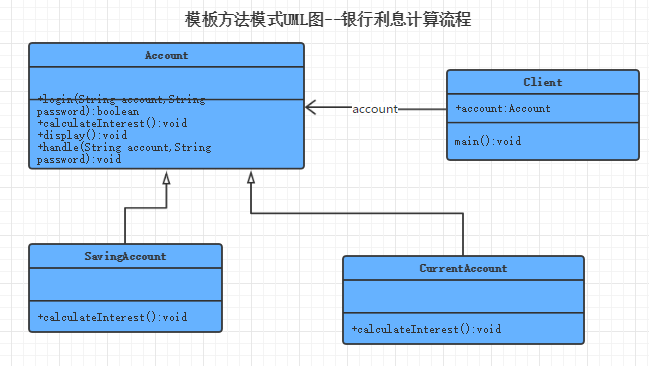 模板方法模式UML图--银行利息计算流程
Account
+login(String account,String
password):boolean
+calculateInterest():void
+display():void
+handle(String account,String
password):void
Client
+account:Account
main():void
account
SavingAccount
+calculateInterest():void
CurrentAccount
+calculateInterest():void